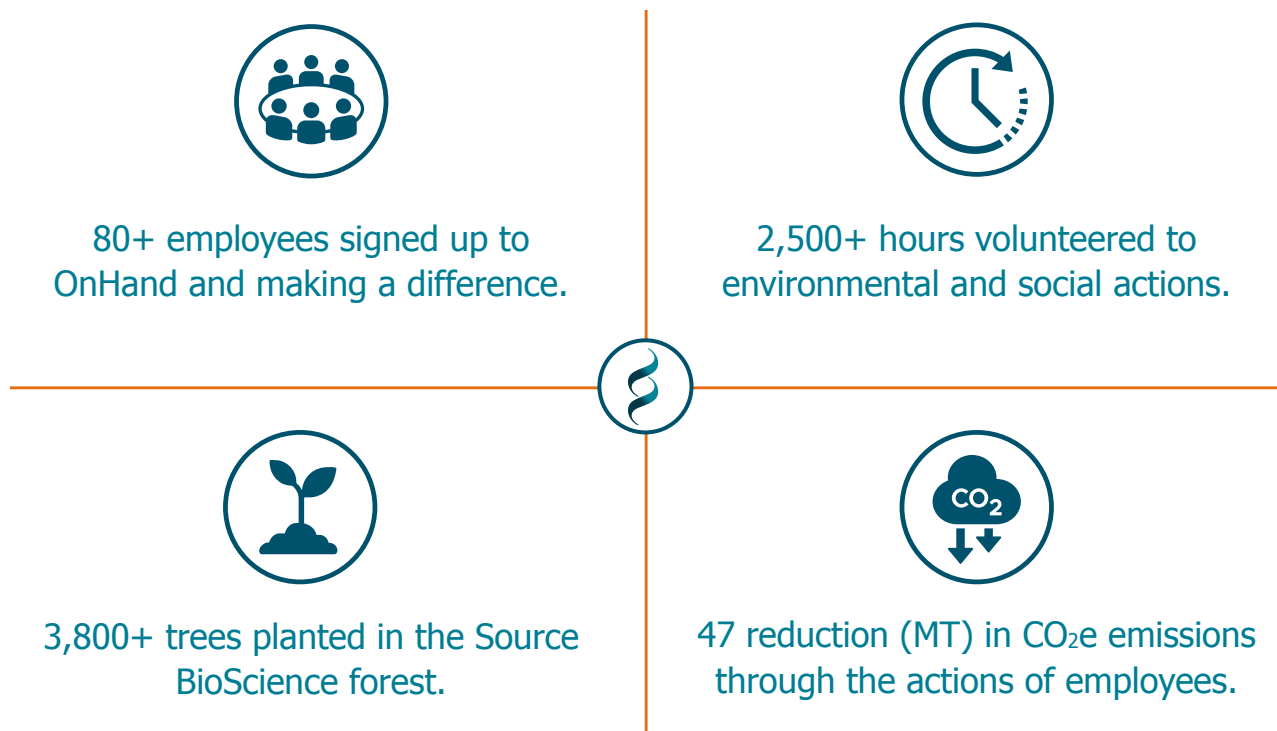 80+ employees signed up to
OnHand and making a difference.
2,500+ hours volunteered to
environmental and social actions.
3,800+ trees planted in the Source
BioScience forest.
CO₂
47 reduction (MT) in CO₂e emissions
through the actions of employees.